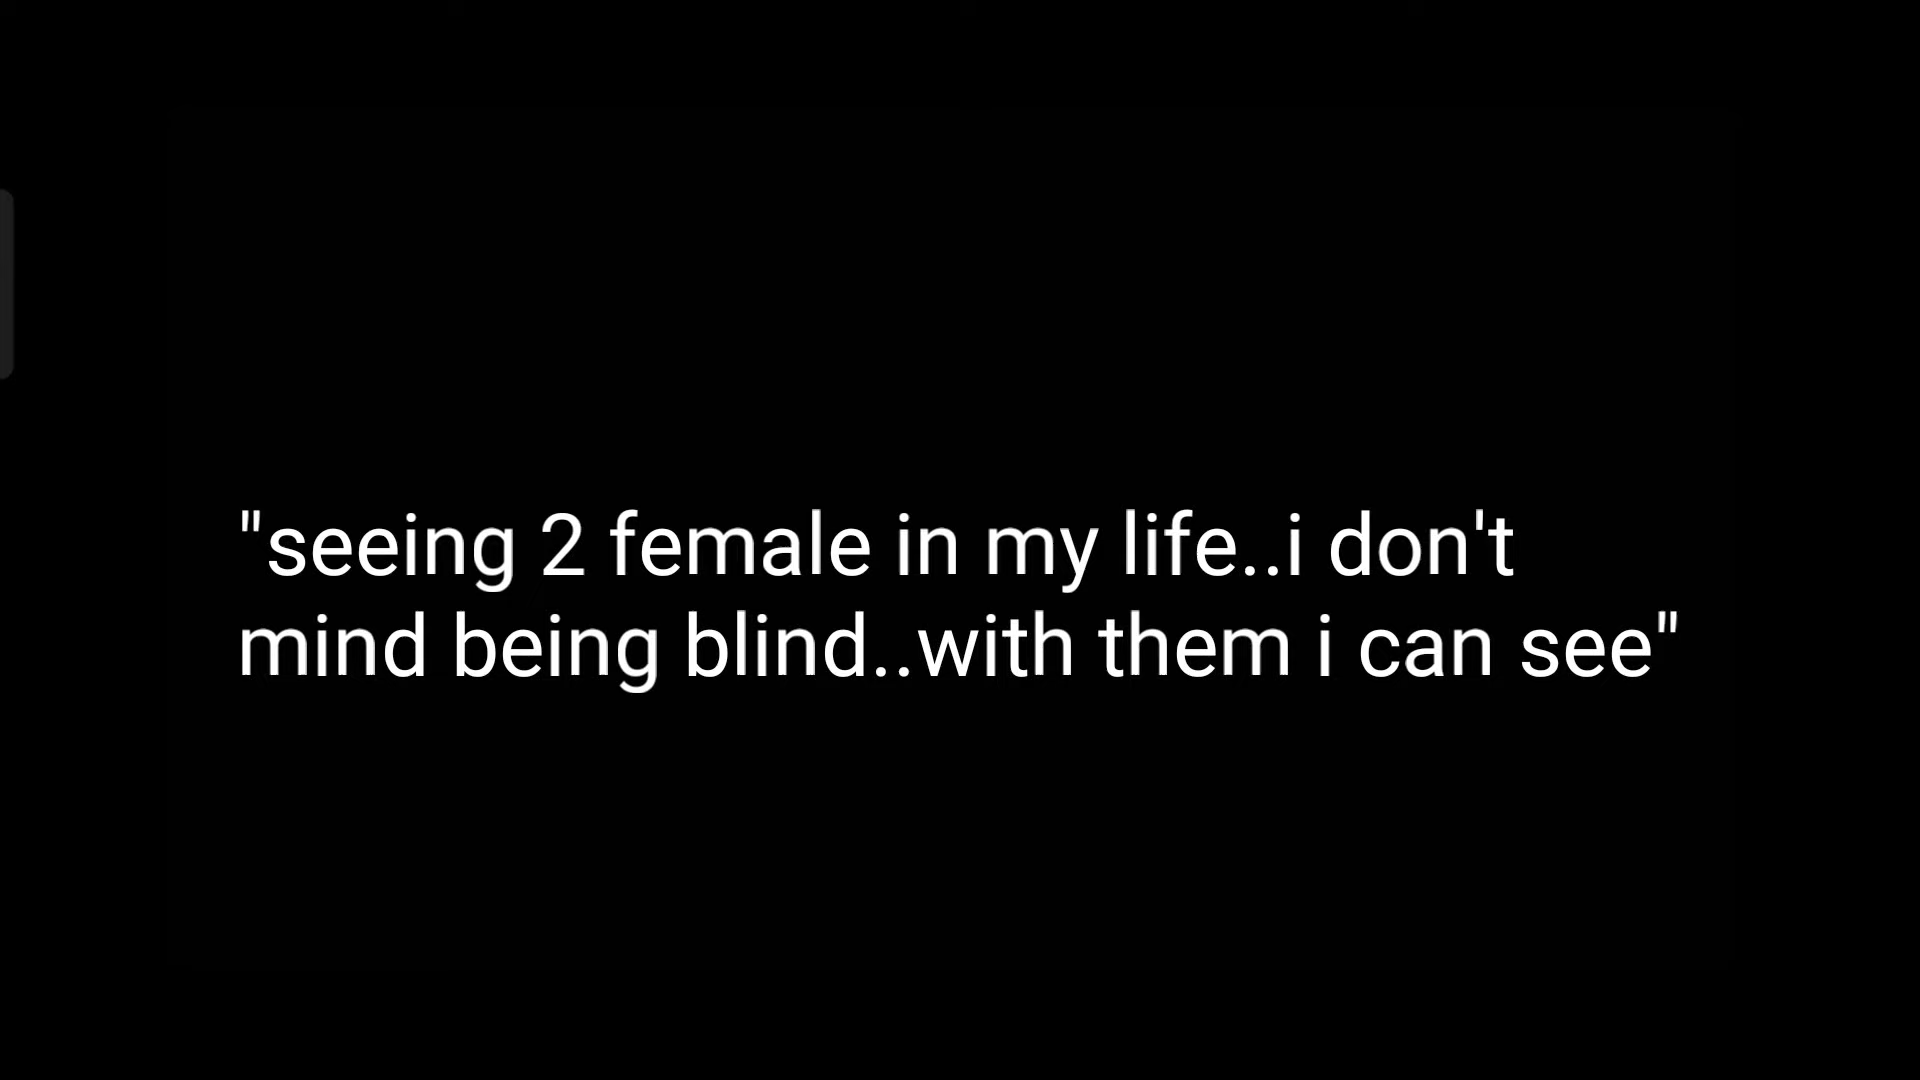 "seeing 2 female in my life..i don't
mind being blind..with them i can see"